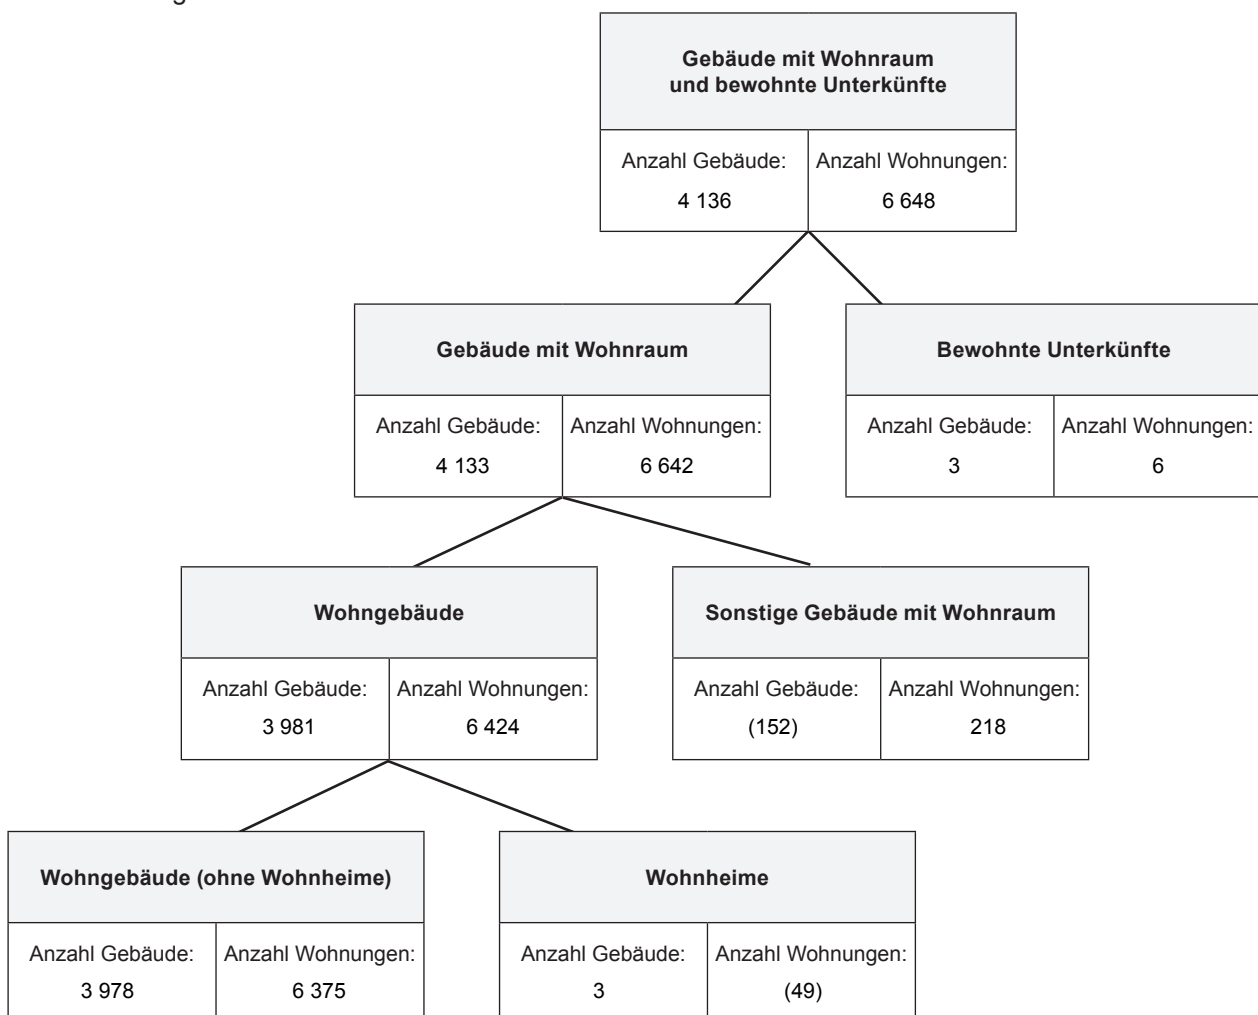 Gebäude mit Wohnraum
und bewohnte Unterkünfte
Anzahl Gebäude: Anzahl Wohnungen:
4 136 6 648
Gebäude mit Wohnraum Bewohnte Unterkünfte
Anzahl Gebäude: Anzahl Wohnungen: Anzahl Gebäude: Anzahl Wohnungen:
4 133 6 642 3 6
Wohngebäude Sonstige Gebäude mit Wohnraum
Anzahl Gebäude: Anzahl Wohnungen: Anzahl Gebäude: Anzahl Wohnungen:
3 981 6 424 (152) 218
Wohngebäude (ohne Wohnheime) Wohnheime
Anzahl Gebäude: Anzahl Wohnungen: Anzahl Gebäude: Anzahl Wohnungen:
3 978 6 375 3 (49)